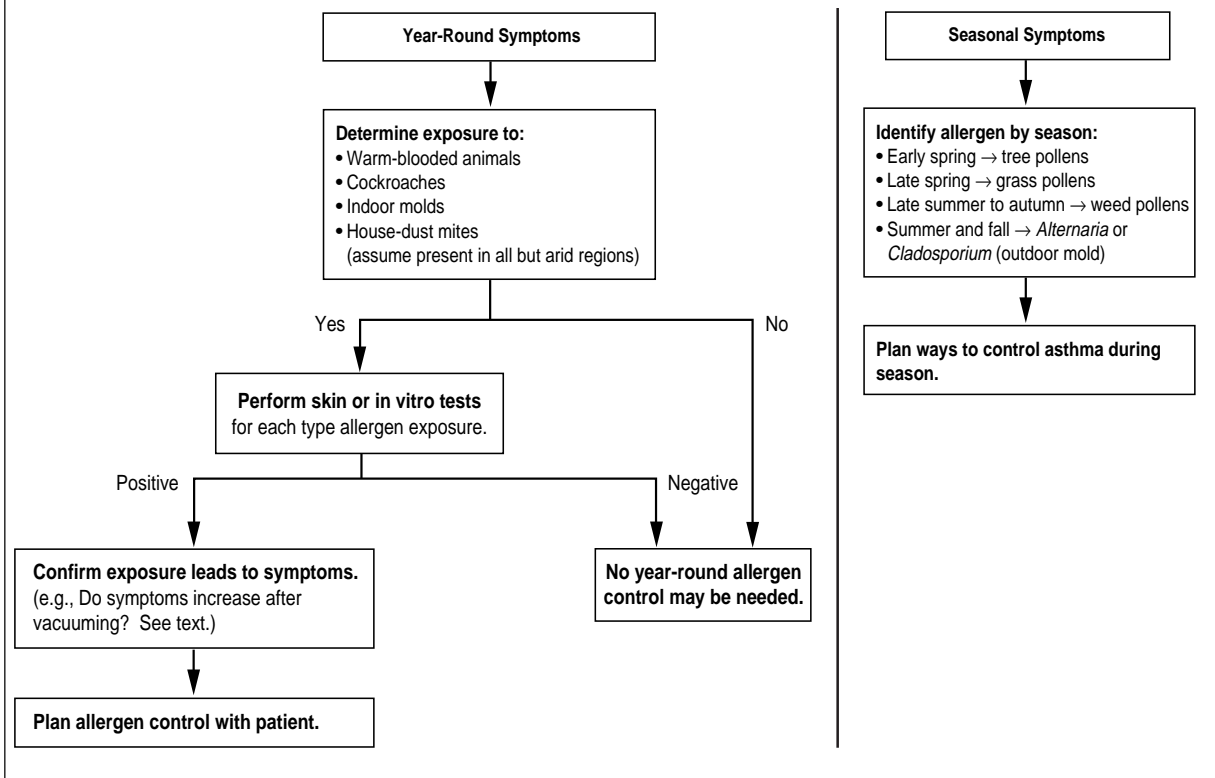 Year-Round Symptoms
Determine exposure to:
• Warm-blooded animals
• Cockroaches
• Indoor molds
• House-dust mites
(assume present in all but arid regions)
Yes
No
Perform skin or in vitro tests
for each type allergen exposure.
Positive
Negative
Confirm exposure leads to symptoms.
(e.g., Do symptoms increase after
vacuuming? See text.)
No year-round allergen
control may be needed.
Plan allergen control with patient.
Seasonal Symptoms
Identify allergen by season:
• Early spring → tree pollens
• Late spring → grass pollens
• Late summer to autumn → weed pollens
• Summer and fall → Alternaria or
Cladosporium (outdoor mold)
Plan ways to control asthma during
season.